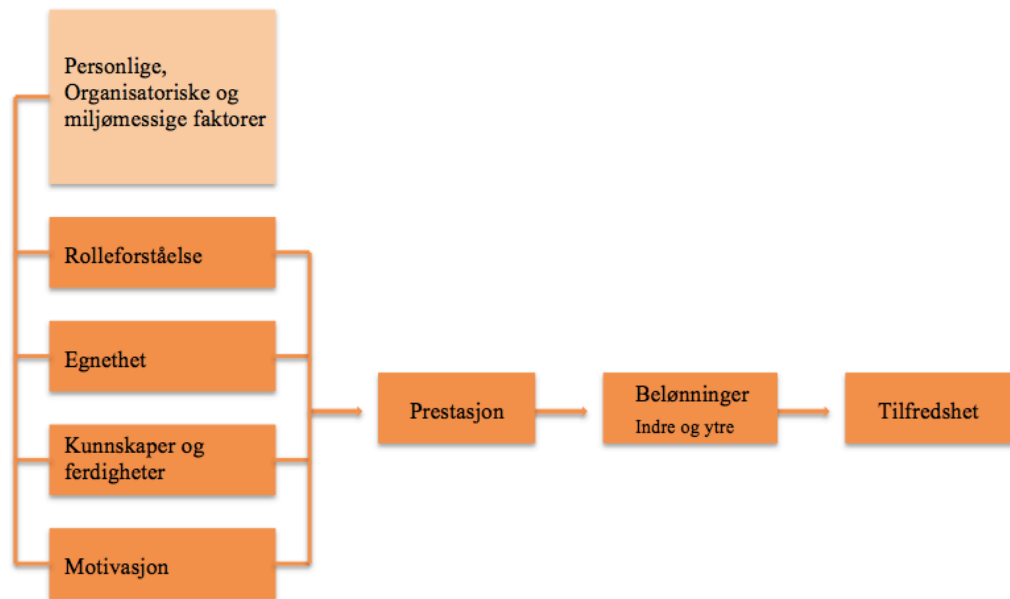 Personlige,
Organisatoriske og
miljømessige faktorer
Rolleforståelse
Egnethet
Kunnskaper og
ferdigheter
Motivasjon
Prestasjon
Belønninger
Indre og ytre
Tilfredshet